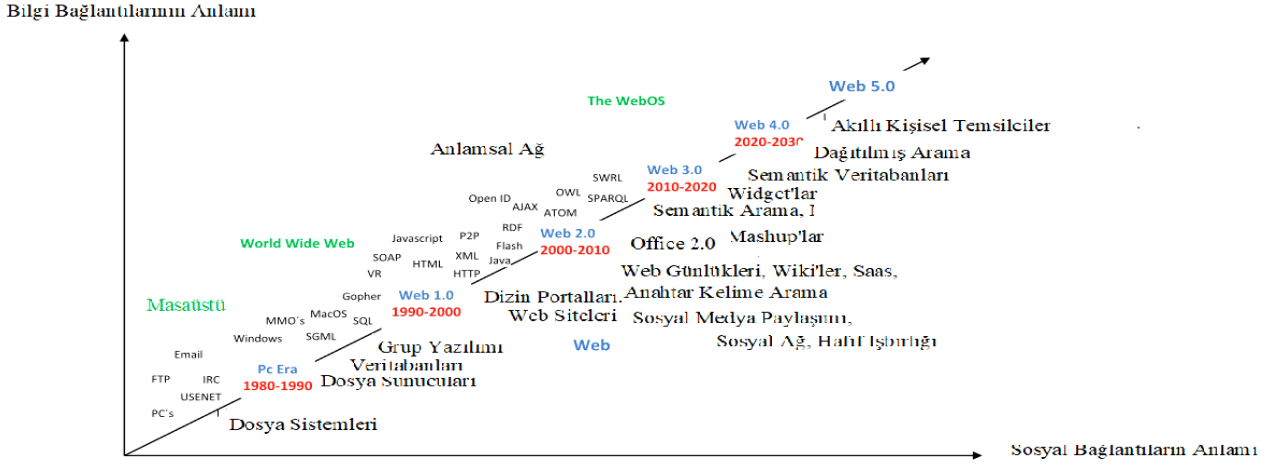 Bilgi Bağlantılarının Anlamı
Web 5.0
The WebOS
Web 4.0
2020-2030
Akıllı Kişisel Temsilciler
Anlamsal Ağ
Dağıtılmış Arama
Web 3.0
2010-2020
Semantik Veritabanları
SWRL
OWL
SPARQL
Widget'lar
Open ID
AJAX
ATOM
Semantik Arama,
RDF
Web 2.0
2000-2010
Mashup'lar
Office 2.0
World Wide Web
Javascript
P2P
Flash
SOAP
HTML
XML
Java
VR
HTTP
Web Günlükleri, Wiki'ler, Saas,
Masaüstü
Gopher
Web 1.0
1990-2000
Dizin Portalları.
Anahtar Kelime Arama
MMO's
MacOS
SQL
Web Siteleri
Sosyal Medya Paylaşımı,
Windows
SGML
Grup Yazılımı
Web
Sosyal Ağ, Hafif İşbirliği
Email
Veritabanları
Pc Era
1980-1990
Dosya Sunucuları
FTP
IRC
USENET
PC's
Dosya Sistemleri
Sosyal Bağlantıların Anlamı